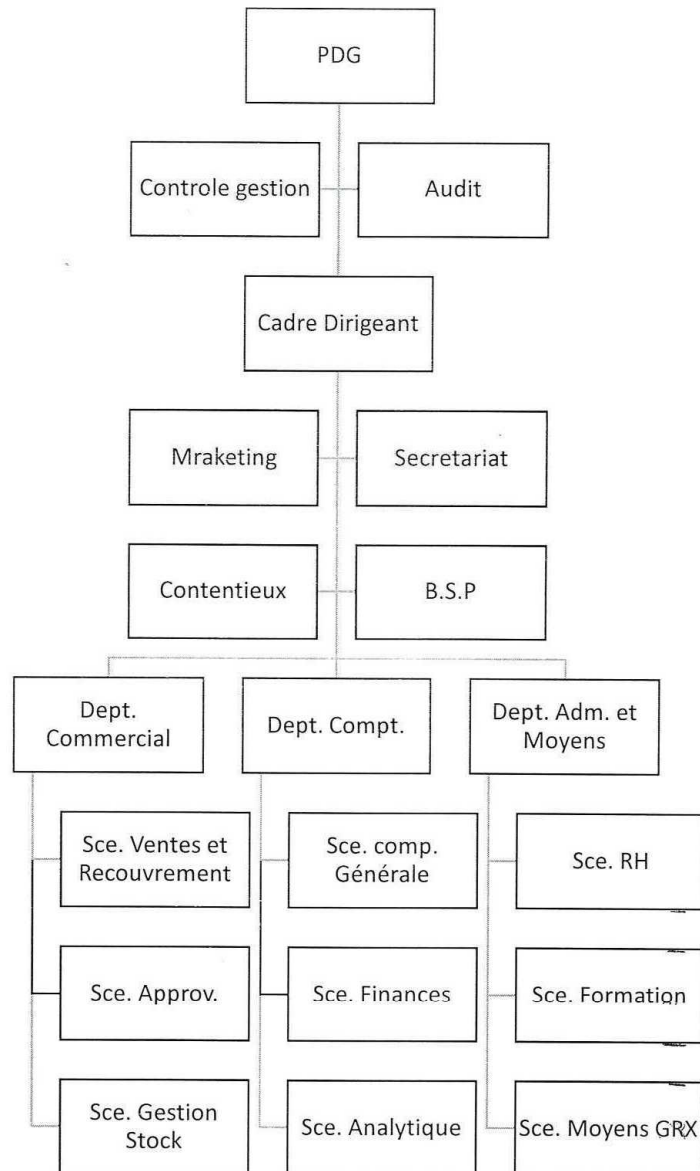 PDG
Controle gestion
Audit
Cadre Dirigeant
Mraketing
Secretariat
Contentieux
B.S.P
Dept.
Commercial
Dept. Compt.
Dept. Adm. et
Moyens
Sce. Ventes et
Recouvrement
Sce. comp.
Générale
Sce. RH
Sce. Approv.
Sce. Finances
Sce. Formation
Sce. Gestion
Stock
Sce. Analytique
Sce. Moyens GRX